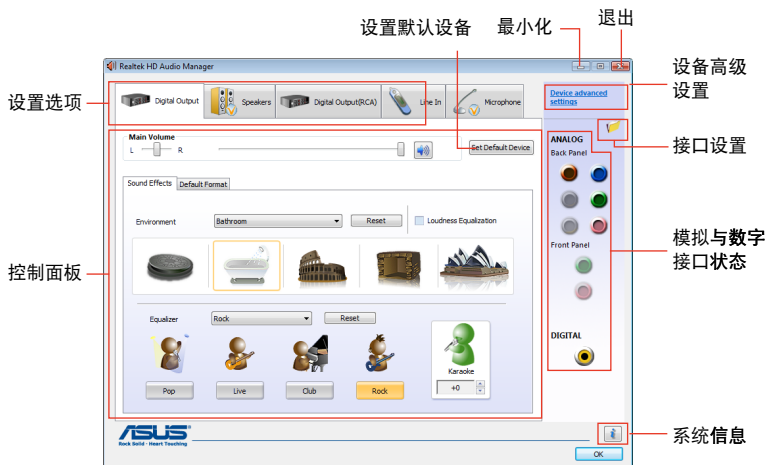 设置默认设备
最小化
退出
Realtek HD Audio Manager
设备高级
设置
设置选项
Digital Output
Speakers
Digital Output(RCA)
Line In
Microphone
Device advanced
settings
Main Volume
L
R
Set Default Device
ANALOG
Back Panel
接口设置
Sound Effects
Default Format
Environment
Bathroom
Reset
Loudness Equalization
控制面板
Front Panel
模拟与数字
接口状态
Equalizer
Rock
Reset
Karaoke
DIGITAL
Pop
Live
Club
Rock
+0
ASUS
Rock Solid · Heart Touching
系统信息
OK